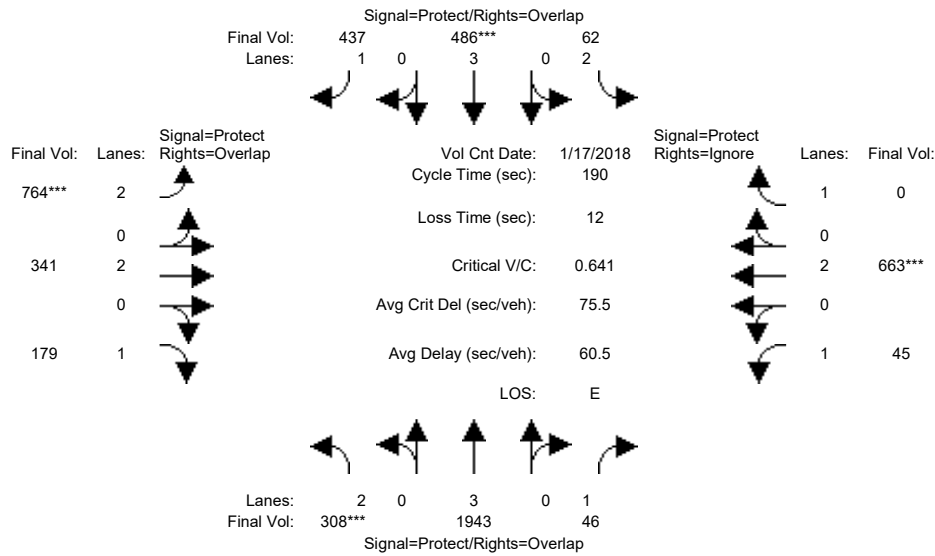 Signal=Protect/Rights=Overlap
Final Vol: 437 486*** 62
Lanes: 1 0 3 0 2
Signal=Protect
Final Vol: Lanes: Rights=Overlap
Vol Cnt Date: 1/17/2018
Signal=Protect
Rights=Ignore Lanes: Final Vol:
Cycle Time (sec): 190
764*** 2
1 0
Loss Time (sec): 12
0
0
341 2
Critical V/C: 0.641
2 663***
0
Avg Crit Del (sec/veh): 75.5
0
179 1
Avg Delay (sec/veh): 60.5
1 45
LOS: E
Lanes: 2 0 3 0 1
Final Vol: 308*** 1943 46
Signal=Protect/Rights=Overlap